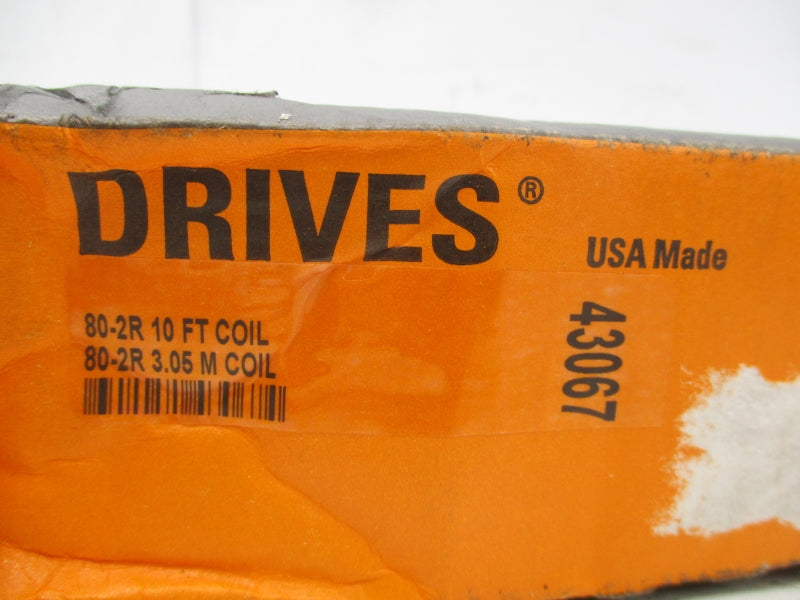 DRIVES®
USA Made
80-2R 10 FT COIL
80-2R 3.05 M COIL
43067